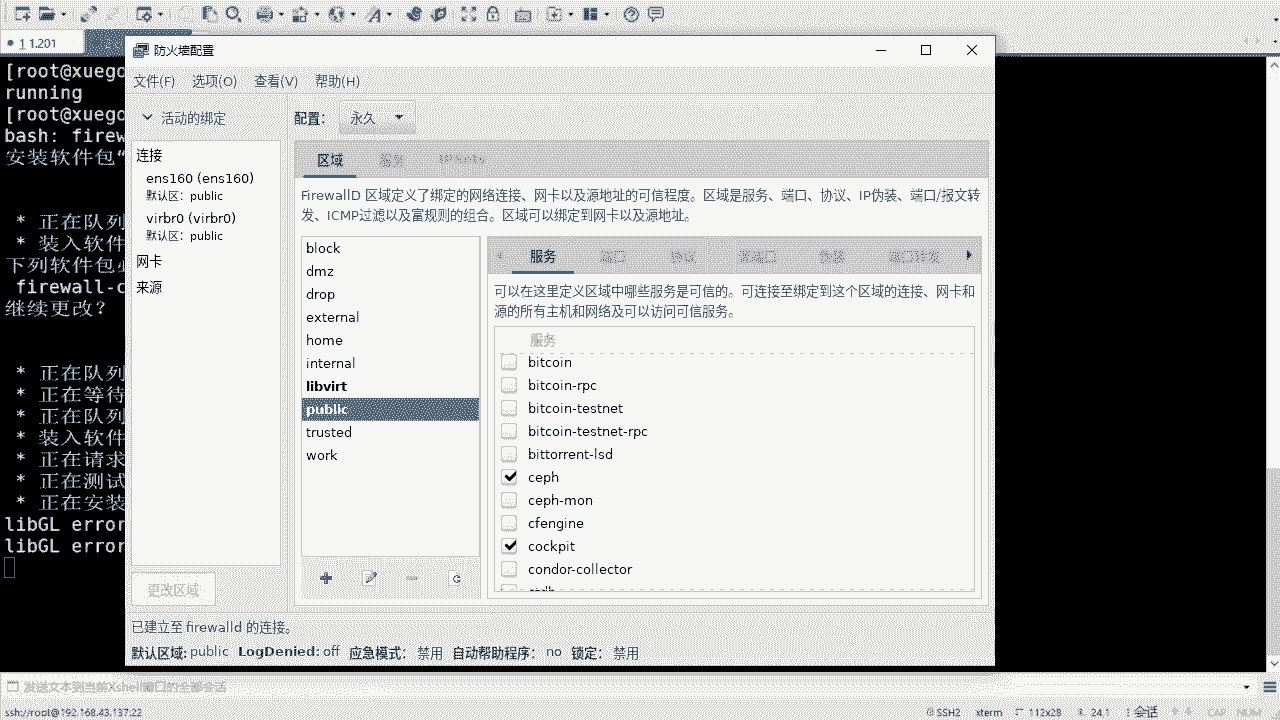 1 1.201
防火墙配置
文件(F) 选项(O) 查看(V) 帮助(H)
[root@xuego
running
[root@xuego
bash: firew
安装软件包“
* 正在队列
* 装入软件
下列软件包必
firewall-c
继续更改？
* 正在队列
* 正在等待
* 正在队列
* 装入软件
* 正在请求
* 正在测试
* 正在安装
libGL error
libGL error
活动的绑定
连接
ens160 (ens160)
默认区：public
virbr0 (virbr0)
默认区：public
网卡
来源
更改区域
配置： 永久
区域 服务
FirewallD 区域定义了绑定的网络连接、网卡以及源地址的可信程度。区域是服务、端口、协议、IP伪装、端口/报文转
发、ICMP过滤以及富规则的组合。区域可以绑定到网卡以及源地址。
block
dmz
drop
external
home
internal
libvirt
public
trusted
work
服务 端口
可以在这里定义区域中哪些服务是可信的。可连接至绑定到这个区域的连接、网卡和
源的所有主机和网络及可以访问可信服务。
服务
bitcoin
bitcoin-rpc
bitcoin-testnet
bitcoin-testnet-rpc
bittorrent-lsd
ceph
ceph-mon
cfengine
cockpit
condor-collector
已建立至 firewalld 的连接。
默认区域: public LogDenied: off 应急模式： 禁用 自动帮助程序： no 锁定： 禁用
发送文本到当前Xshell窗口的全部会话
ssh://root@192.168.43.137:22 SSH2 xterm 112x28 24,1 1 会话 CAP NUM